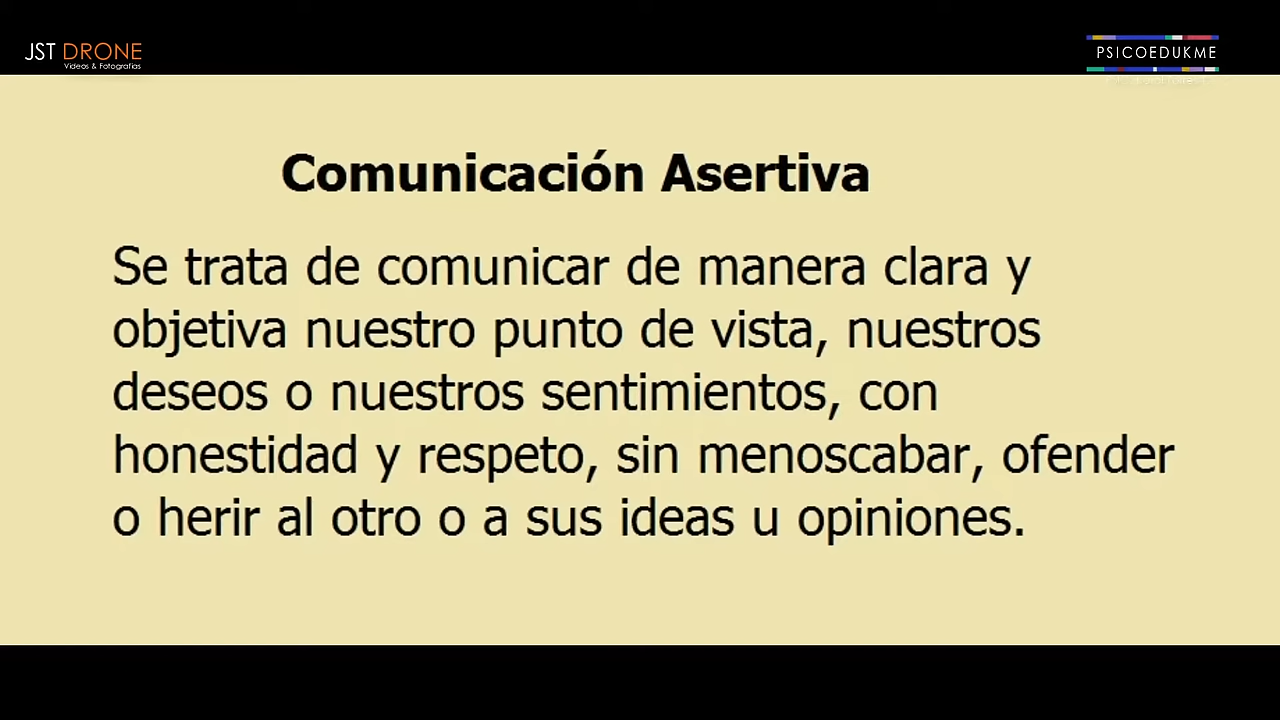 JST DRONE
Videos & Fotografías
PSICOEDUKME
Comunicación Asertiva
Se trata de comunicar de manera clara y
objetiva nuestro punto de vista, nuestros
deseos o nuestros sentimientos, con
honestidad y respeto, sin menoscabar, ofender
o herir al otro o a sus ideas u opiniones.